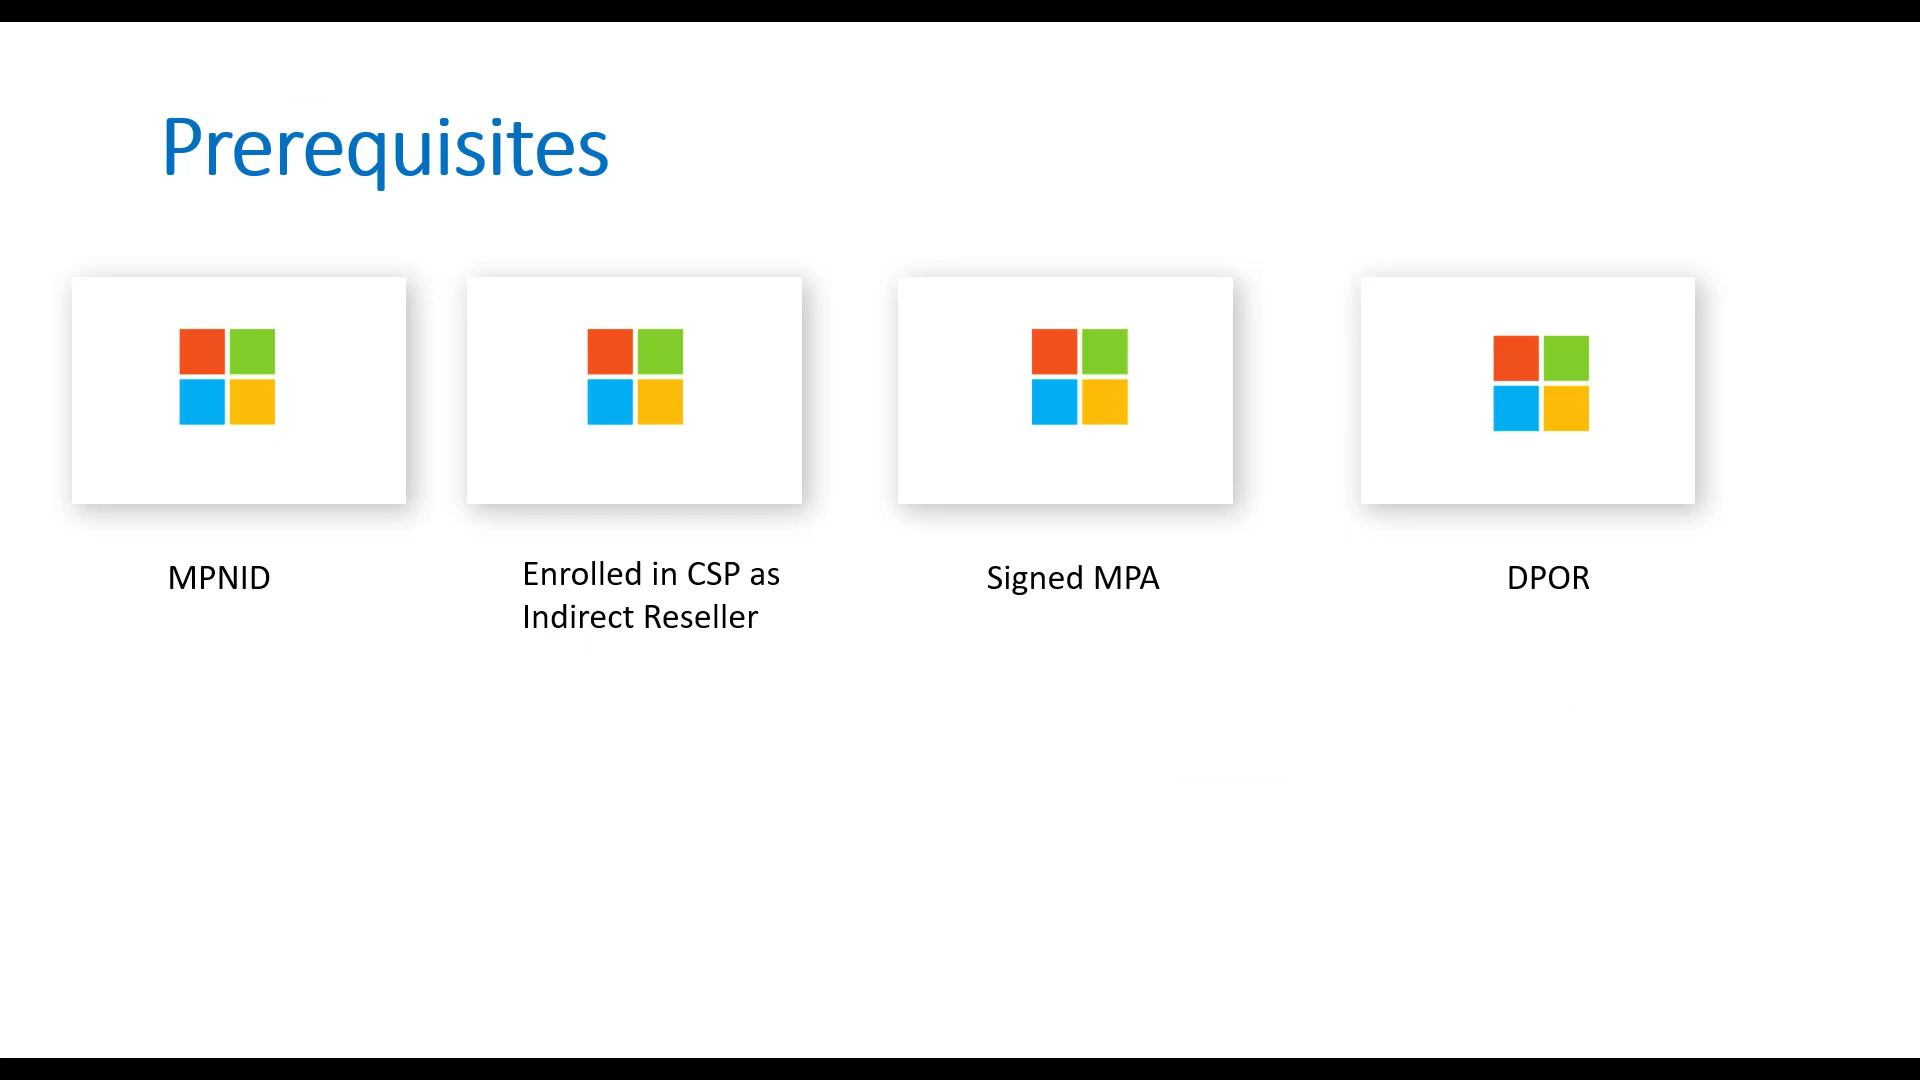 Prerequisites
MPNID
Enrolled in CSP as
Indirect Reseller
Signed MPA
DPOR